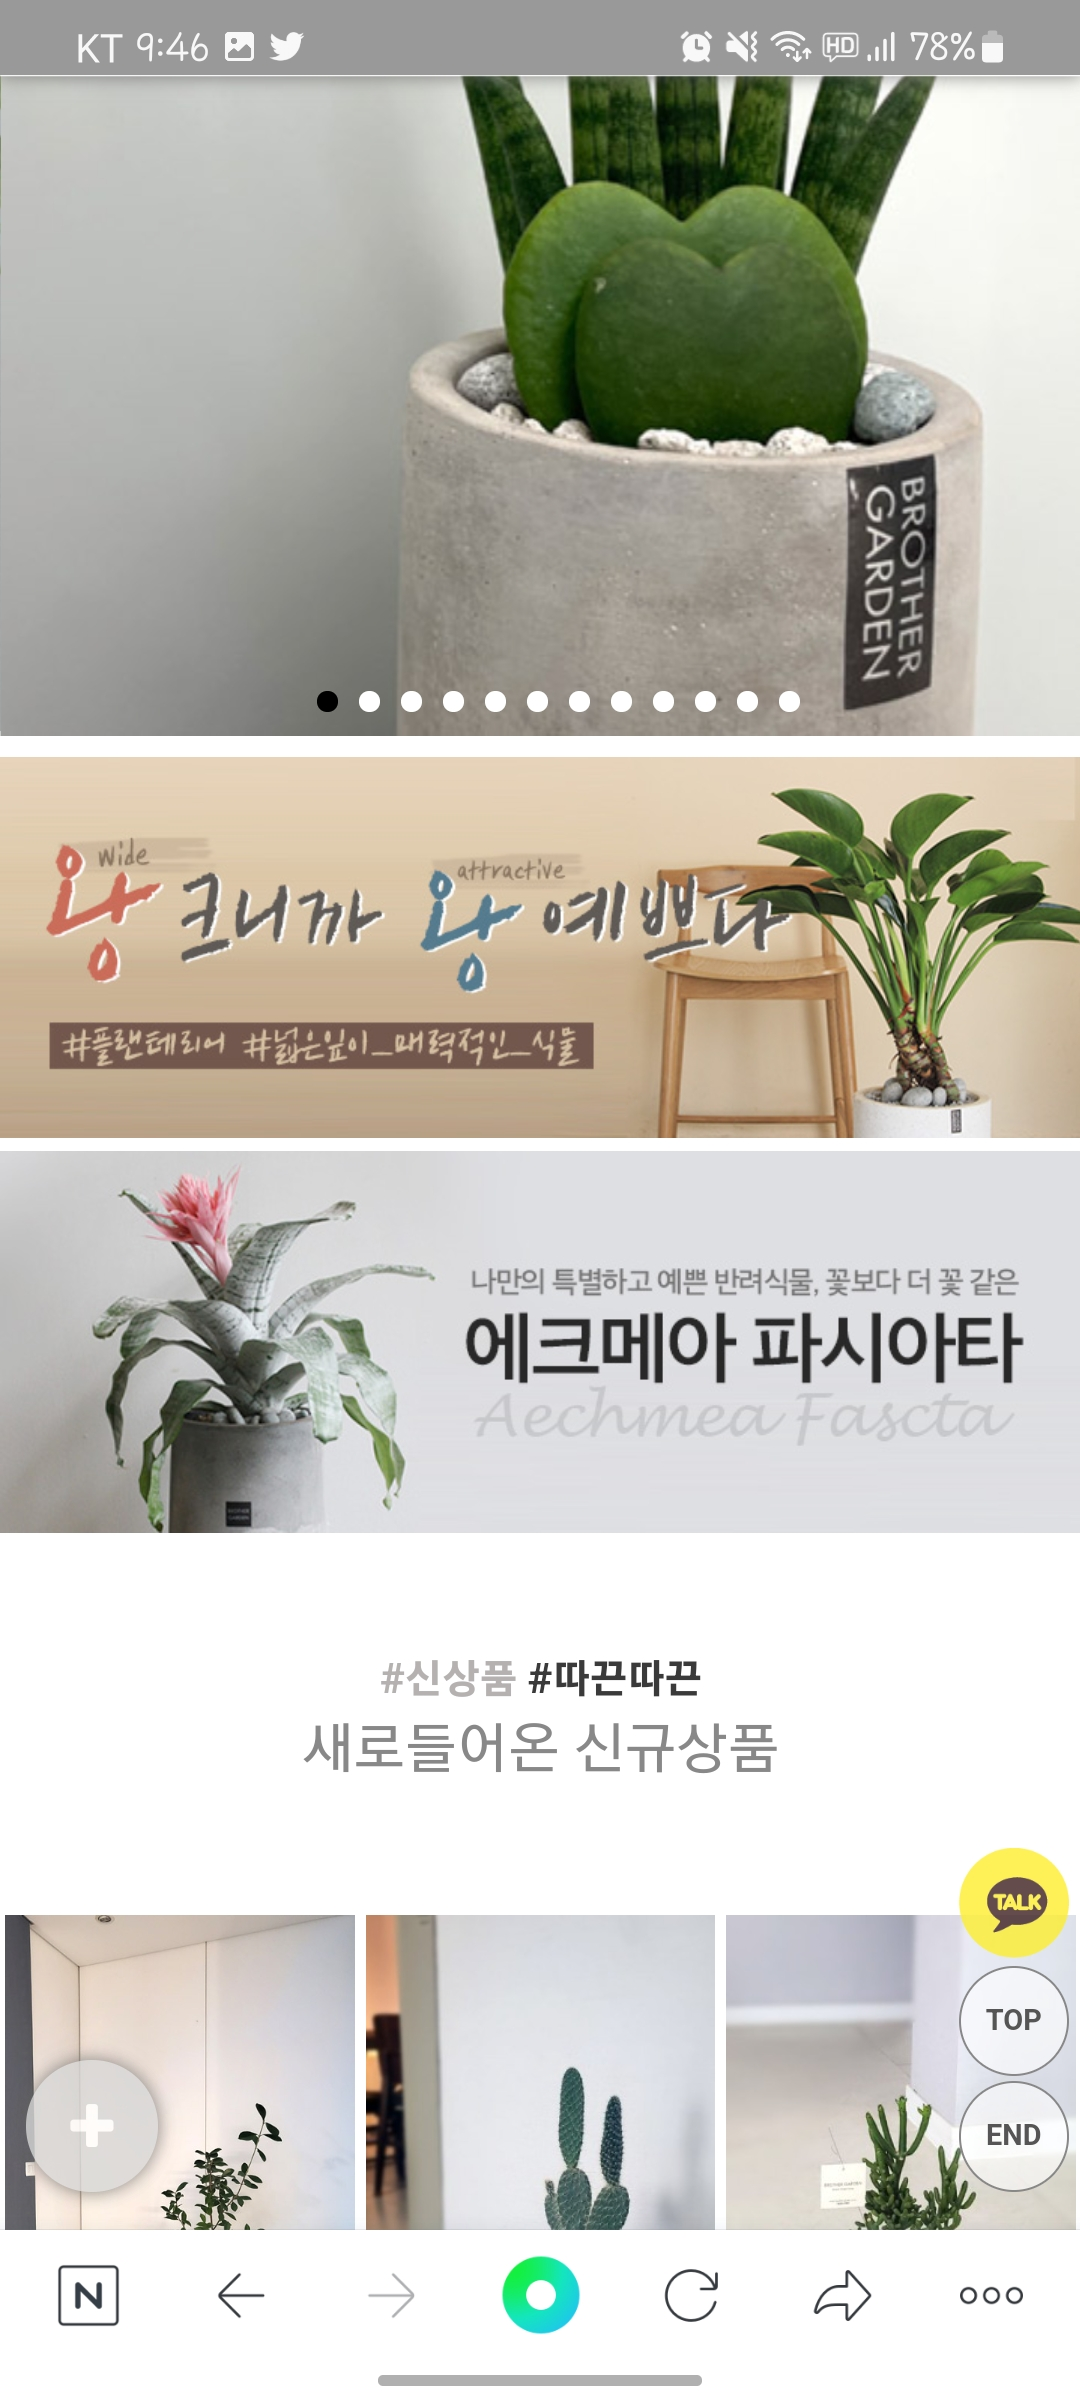 KT 9:46
HD 78%
BROTHER
GARDEN
wide
attractive
왕 크니까 왕 예쁘다
#플랜테리어 #넓은잎이_매력적인_식물
나만의 특별하고 예쁜 반려식물, 꽃보다 더 꽃 같은
에크메아 파시아타
Aechmea Fascta
BROTHER
GARDEN
#신상품 #따끈따끈
새로들어온 신규상품
TALK
TOP
END
N